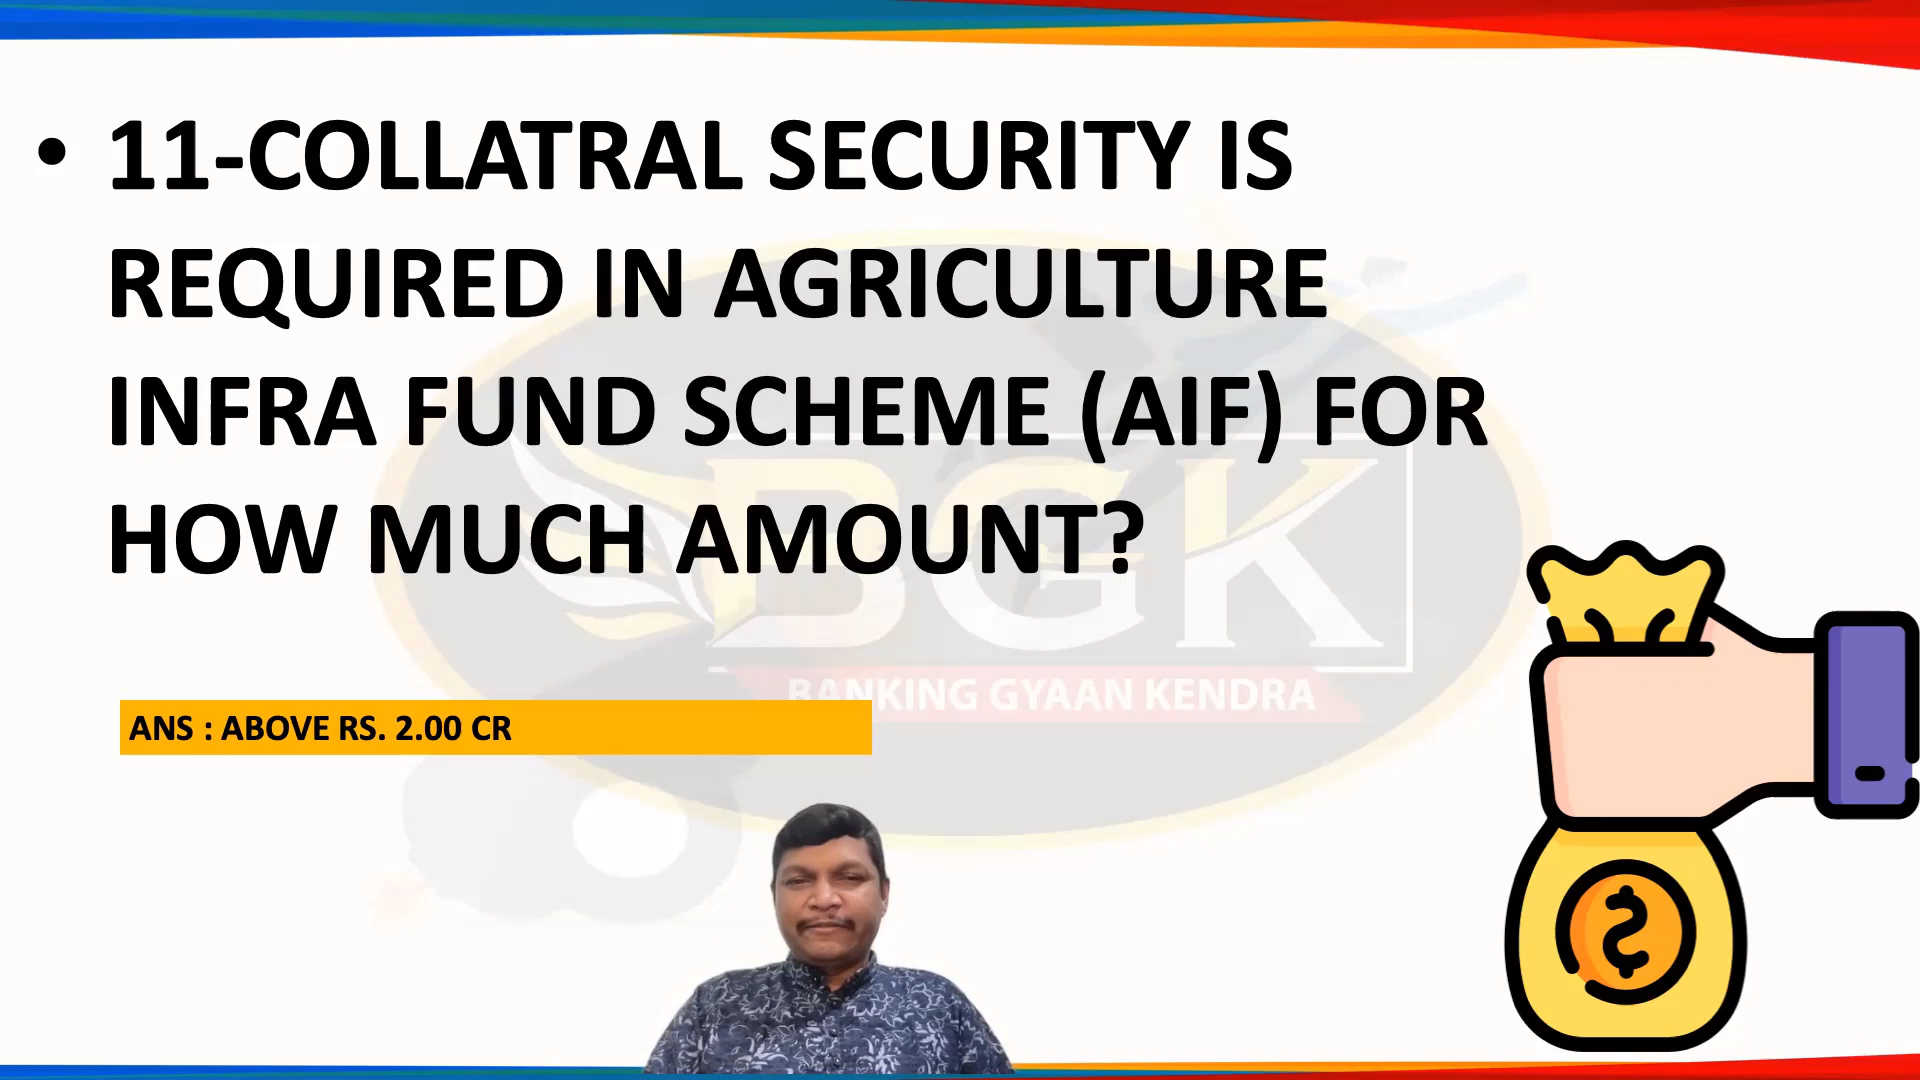 • 11-COLLATRAL SECURITY IS
REQUIRED IN AGRICULTURE
INFRA FUND SCHEME (AIF) FOR
HOW MUCH AMOUNT?
BGK
BANKING GYAAN KENDRA
ANS : ABOVE RS. 2.00 CR